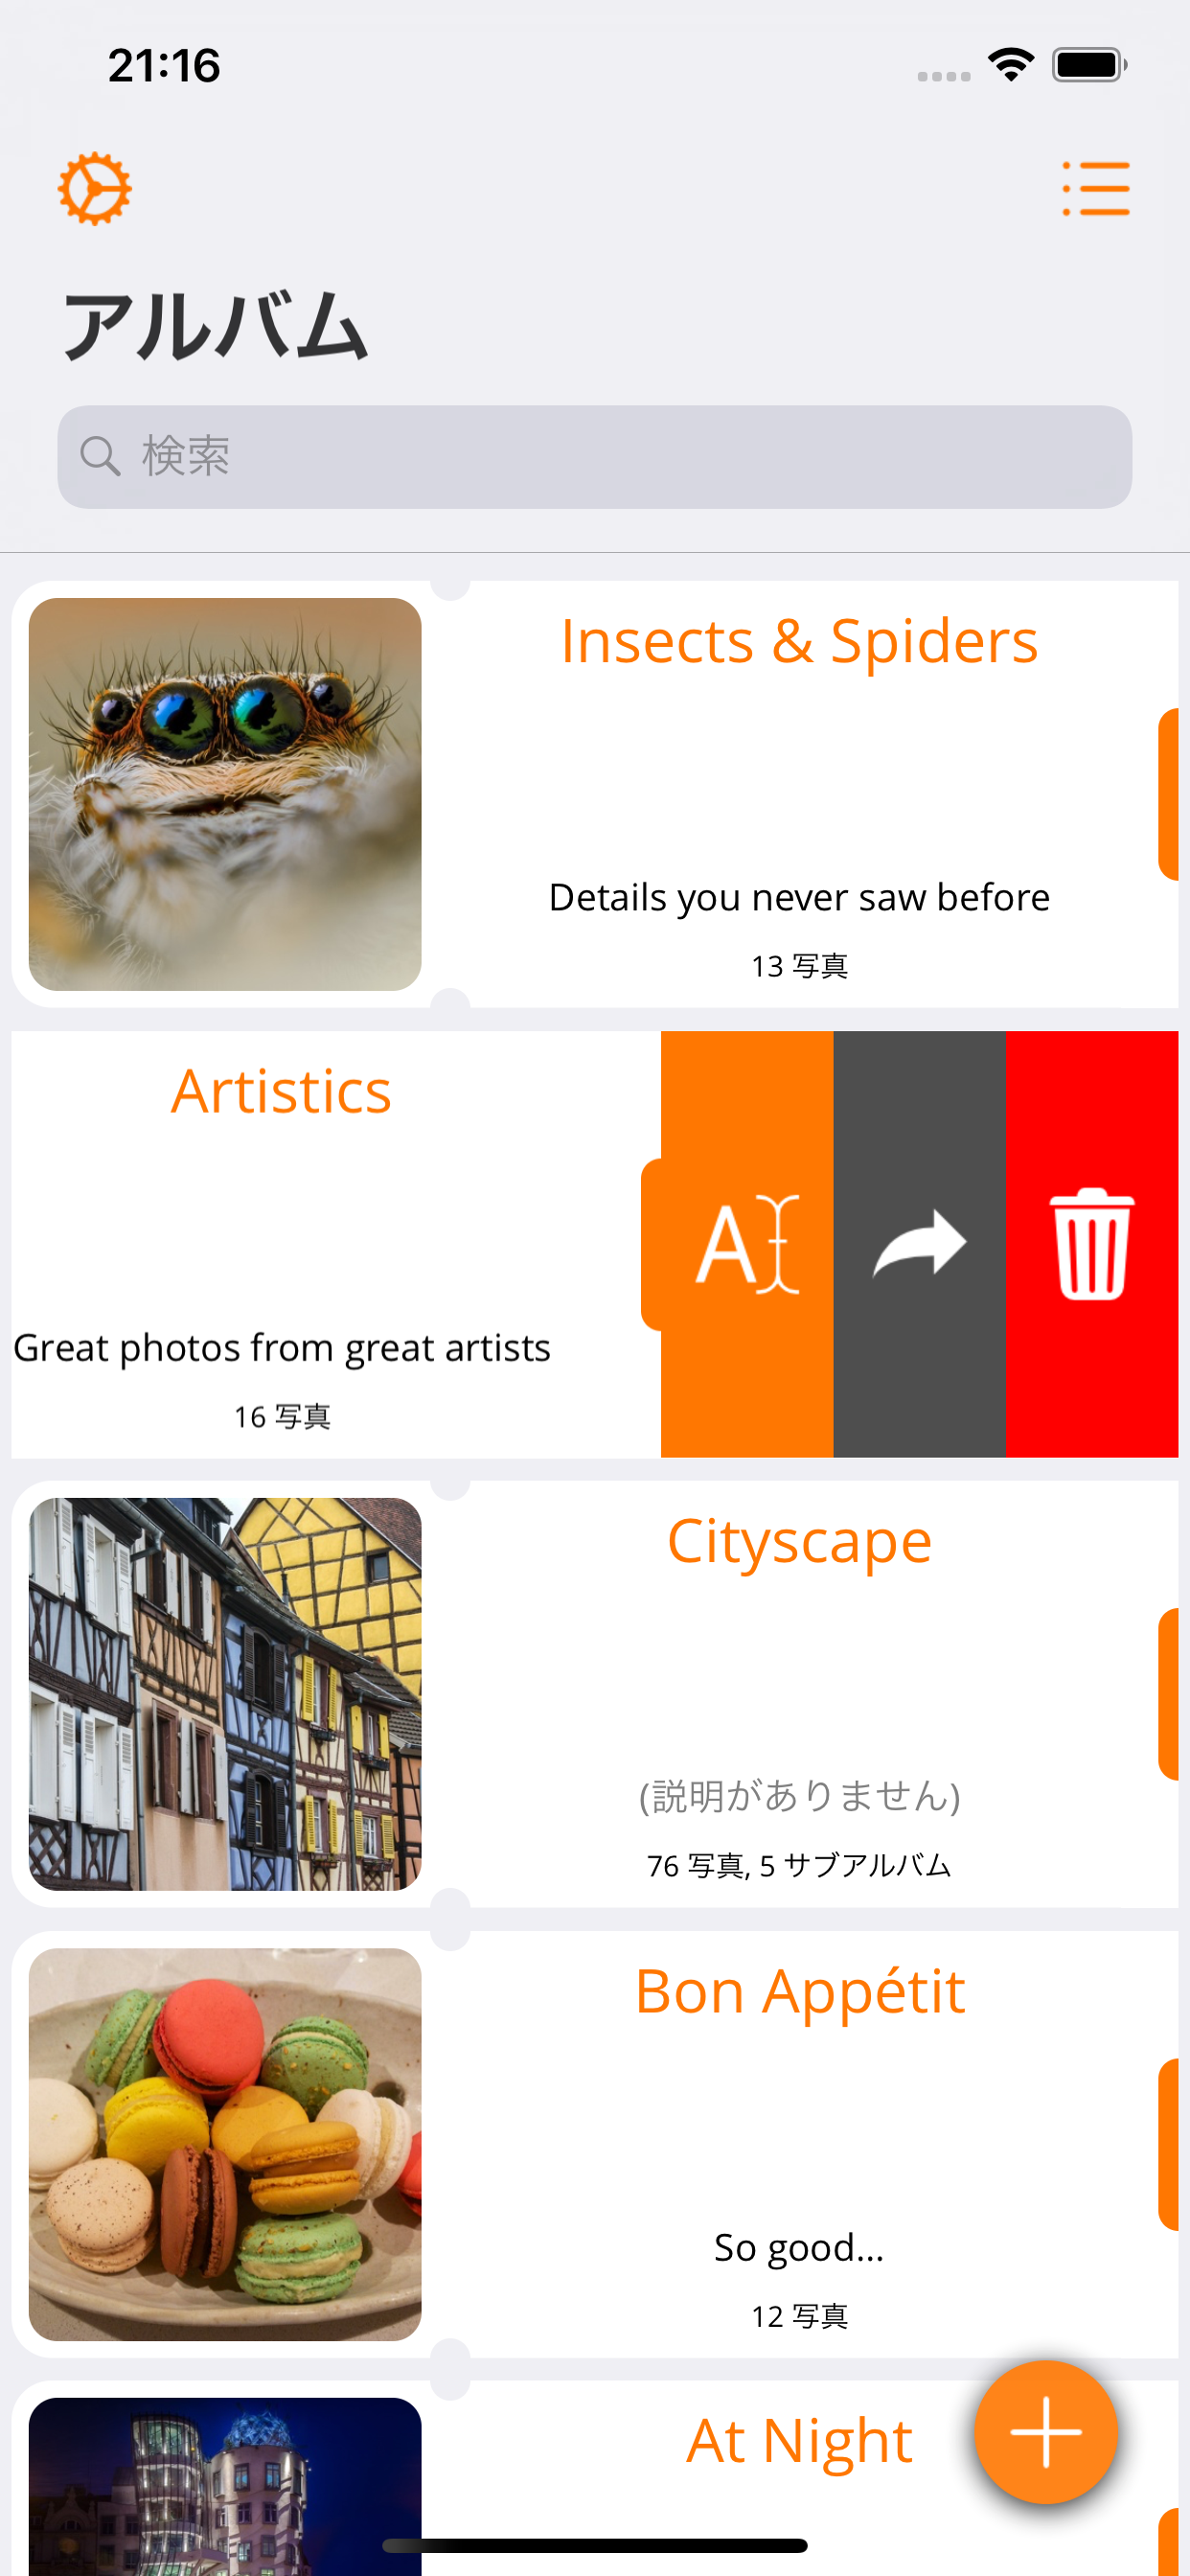 21:16
アルバム
検索
Insects & Spiders
Details you never saw before
13 写真
Artistics
Great photos from great artists
16 写真
Cityscape
(説明がありません)
76 写真, 5 サブアルバム
Bon Appétit
So good...
12 写真
At Night